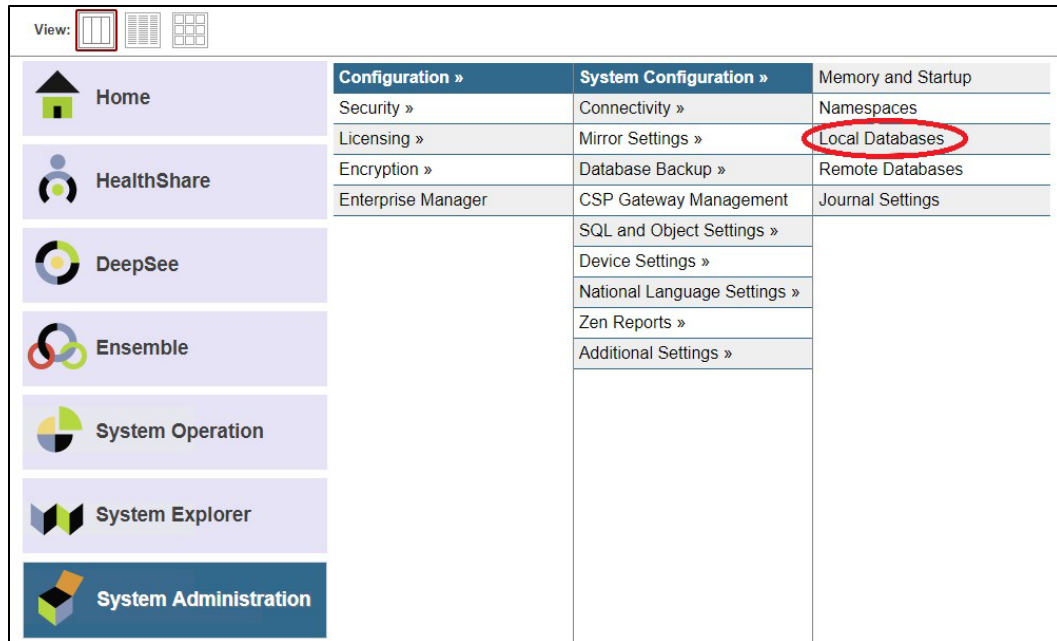 View:
Home
HealthShare
DeepSee
Ensemble
System Operation
System Explorer
System Administration
Configuration »
Security »
Licensing »
Encryption »
Enterprise Manager
System Configuration »
Connectivity »
Mirror Settings »
Database Backup »
CSP Gateway Management
SQL and Object Settings »
Device Settings »
National Language Settings »
Zen Reports »
Additional Settings »
Memory and Startup
Namespaces
Local Databases
Remote Databases
Journal Settings